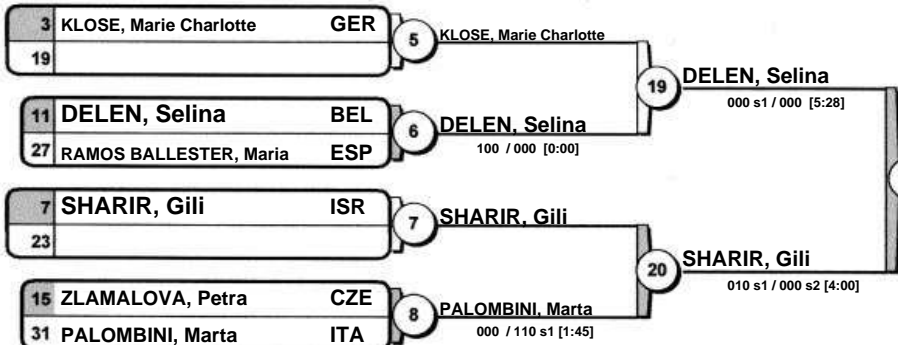 3 KLOSE, Marie Charlotte GER
19
5 KLOSE, Marie Charlotte
11 DELEN, Selina BEL
27 RAMOS BALLESTER, Maria ESP
6 DELEN, Selina
100 / 000 [0:00]
19 DELEN, Selina
000 s1 / 000 [5:28]
7 SHARIR, Gili ISR
23
7 SHARIR, Gili
15 ZLAMALOVA, Petra CZE
31 PALOMBINI, Marta ITA
8 PALOMBINI, Marta
000 / 110 s1 [1:45]
20 SHARIR, Gili
010 s1 / 000 s2 [4:00]